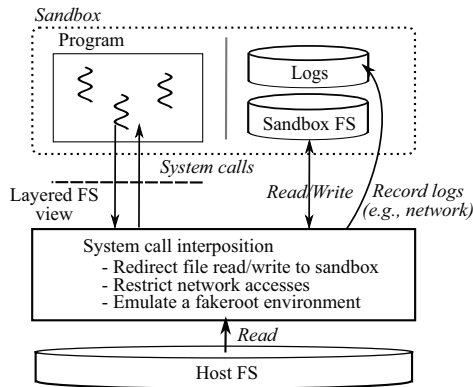 Sandbox
Program
Logs
Sandbox FS
System calls
Layered FS
view
Read/Write
Record logs
(e.g., network)
System call interposition
- Redirect file read/write to sandbox
- Restrict network accesses
- Emulate a fakeroot environment
Read
Host FS